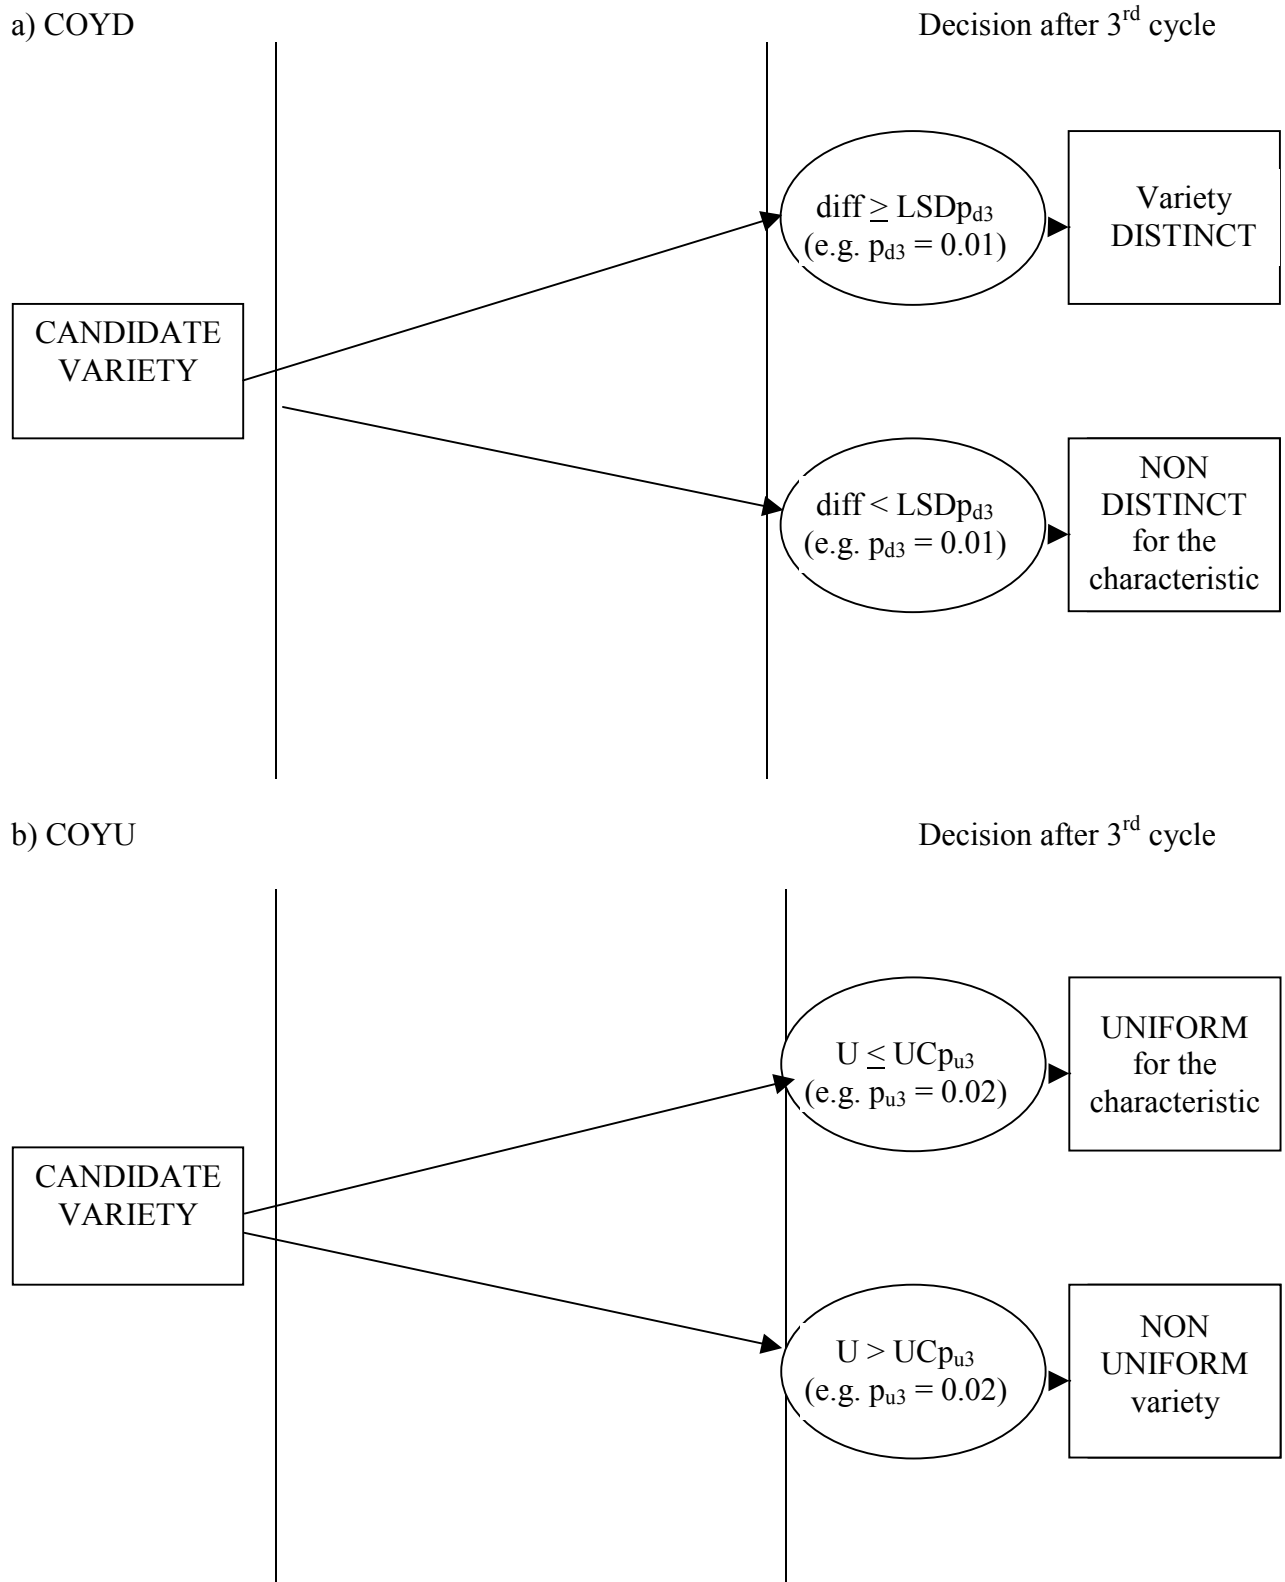 a) COYD
Decision after 3rd cycle
diff ≥ LSDpd3
(e.g. pd3 = 0.01)
Variety
DISTINCT
CANDIDATE
VARIETY
diff < LSDpd3
(e.g. pd3 = 0.01)
NON
DISTINCT
for the
characteristic
b) COYU
Decision after 3rd cycle
U ≤ UCpu3
(e.g. pu3 = 0.02)
UNIFORM
for the
characteristic
CANDIDATE
VARIETY
U > UCpu3
(e.g. pu3 = 0.02)
NON
UNIFORM
variety